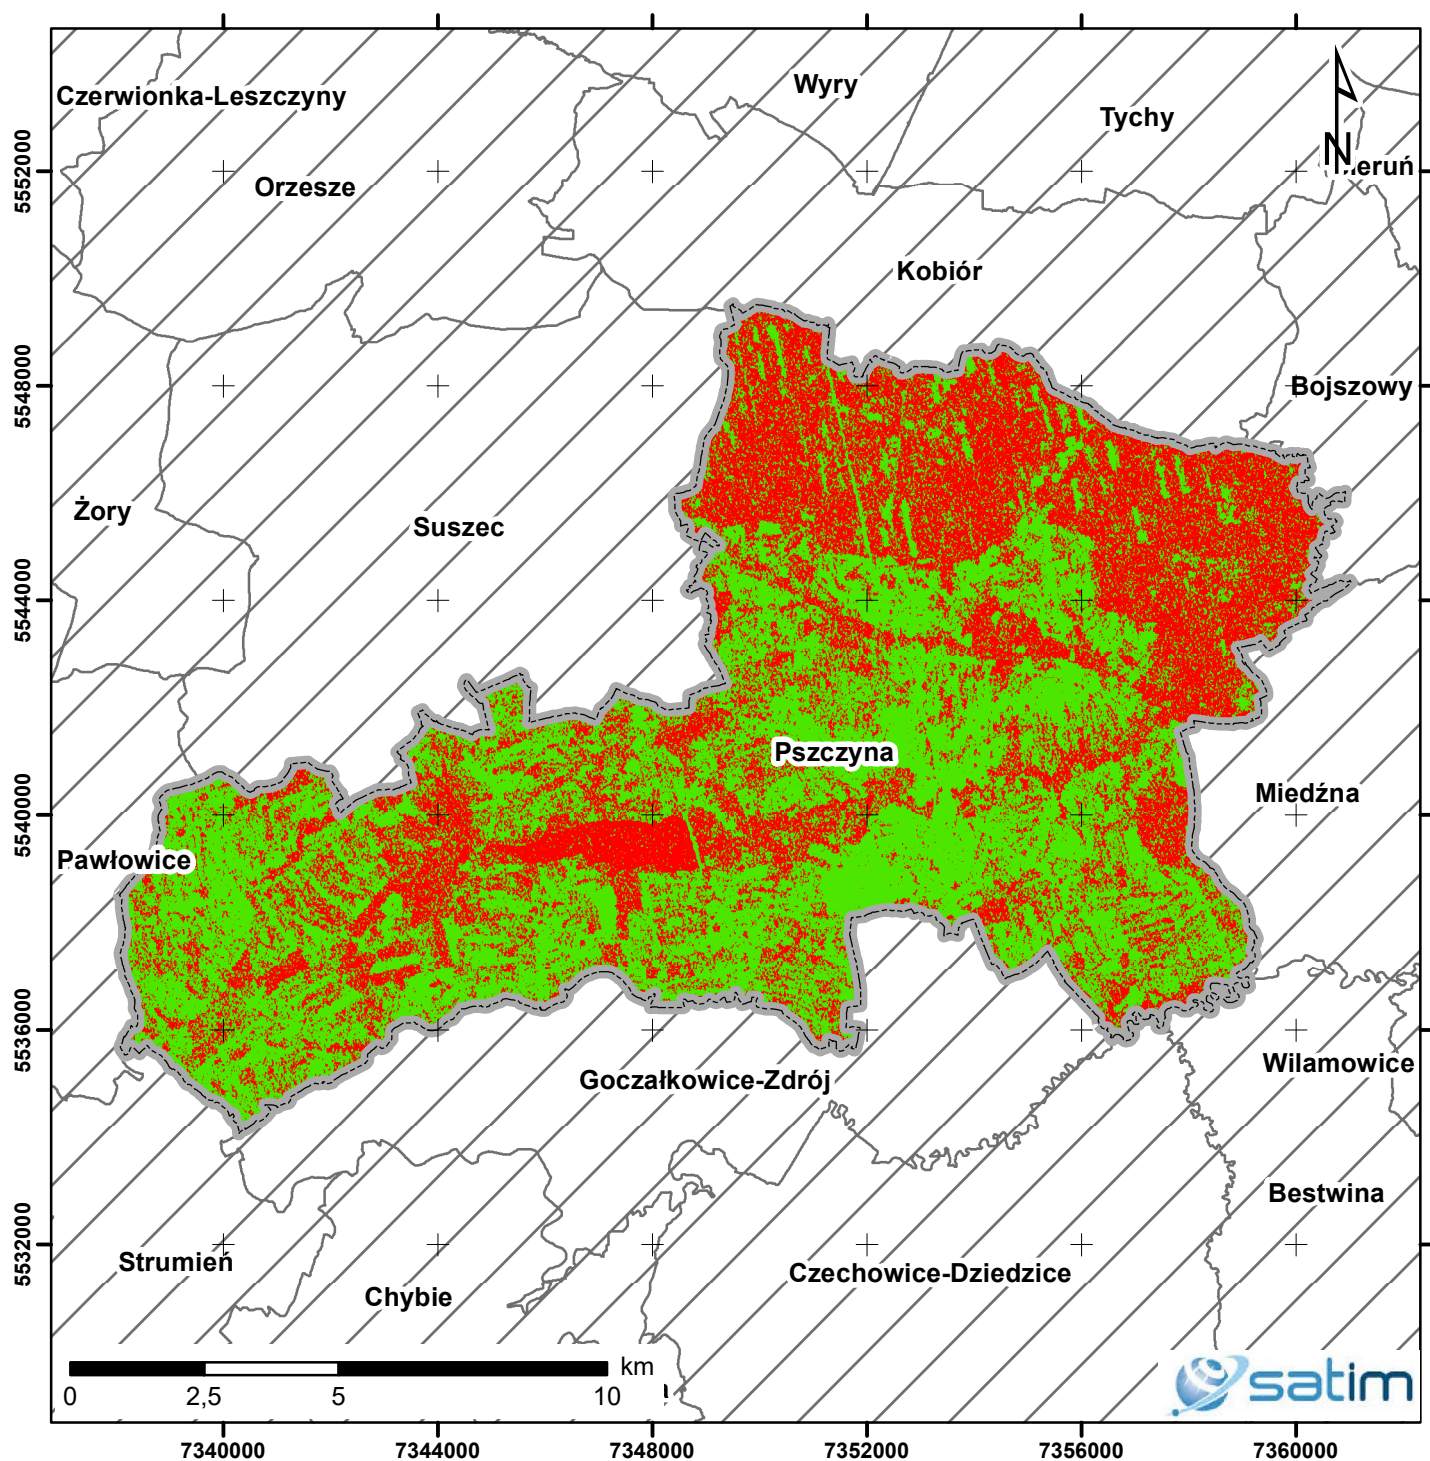 Wyry
Czerwionka-Leszczyny
Tychy
N
eruń
5552000
Orzesze
Kobiór
5548000
Bojszowy
Żory
Suszec
5544000
Pszczyna
Miedźna
5540000
Pawłowice
5536000
Wilamowice
Goczałkowice-Zdrój
Bestwina
5532000
Strumień
Czechowice-Dziedzice
Chybie
km
0 2,5 5 10
satim
7340000 7344000 7348000 7352000 7356000 7360000